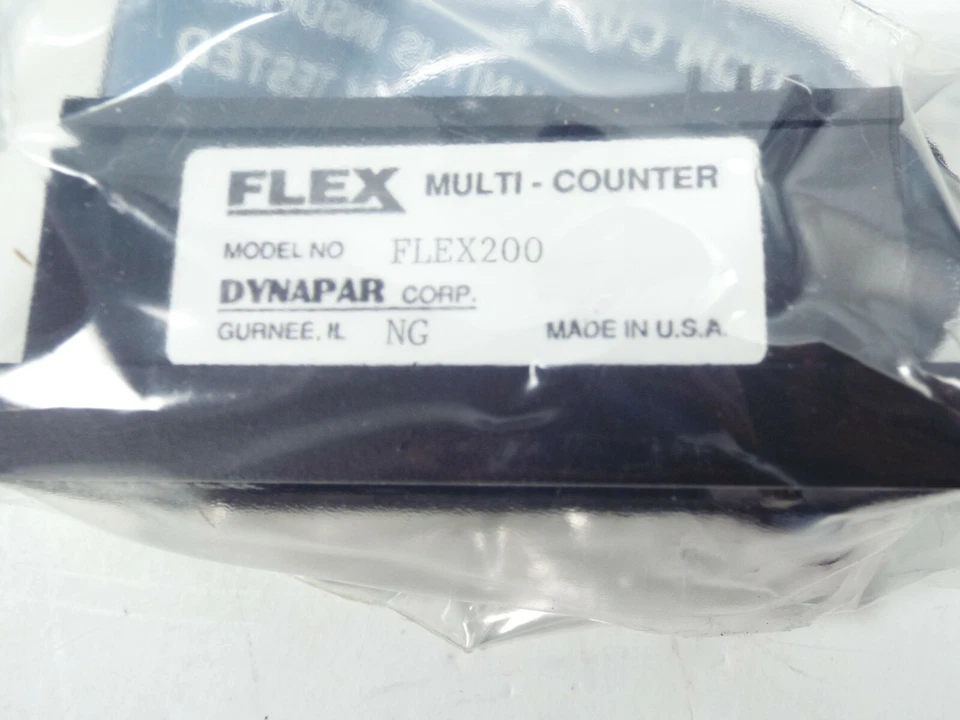 FLEX MULTI - COUNTER
MODEL NO FLEX200
DYNAPAR CORP.
GURNEE, IL NG MADE IN U.S.A.